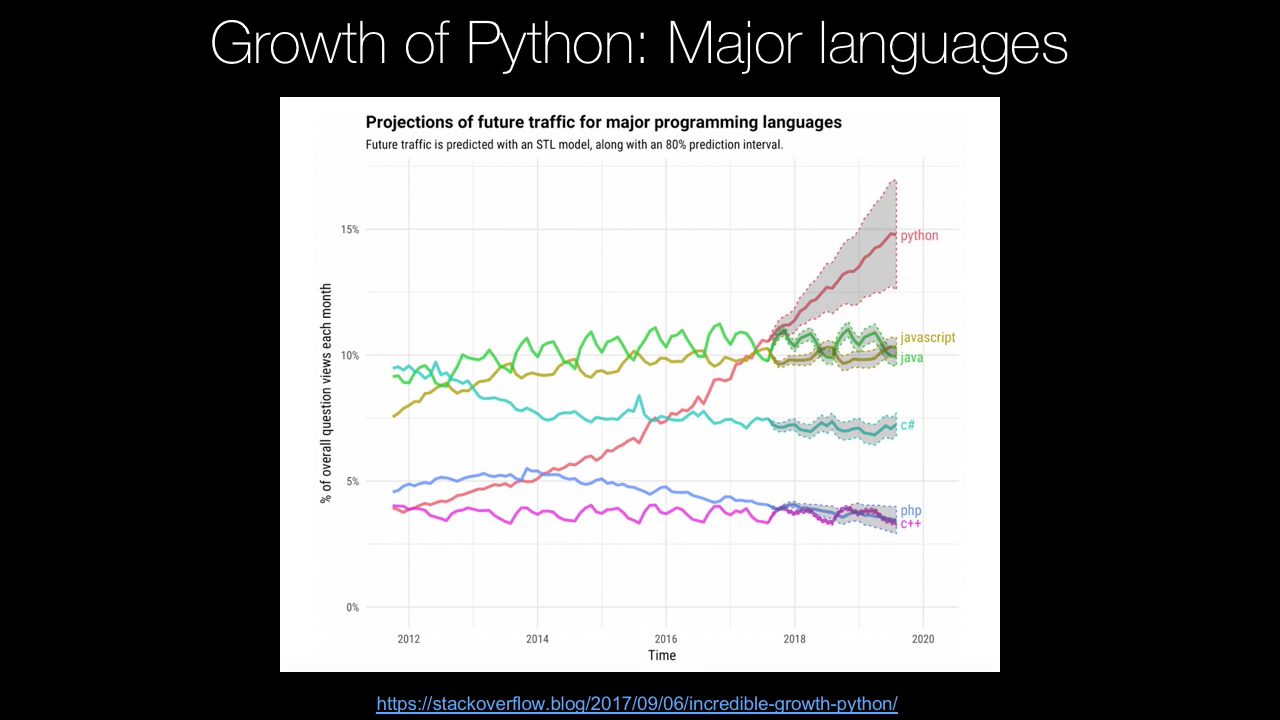 Growth of Python: Major languages
Projections of future traffic for major programming languages
Future traffic is predicted with an STL model, along with an 80% prediction interval.
% of overall question views each month
15%
10%
5%
0%
python
javascript
java
c#
php
c++
2012
2014
2016
2018
2020
Time
https://stackoverflow.blog/2017/09/06/incredible-growth-python/